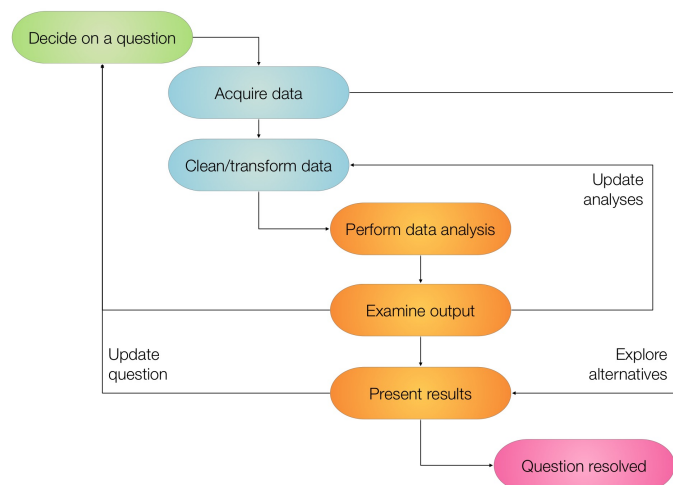 Decide on a question
Acquire data
Clean/transform data
Update
analyses
Perform data analysis
Examine output
Update
question
Explore
alternatives
Present results
Question resolved